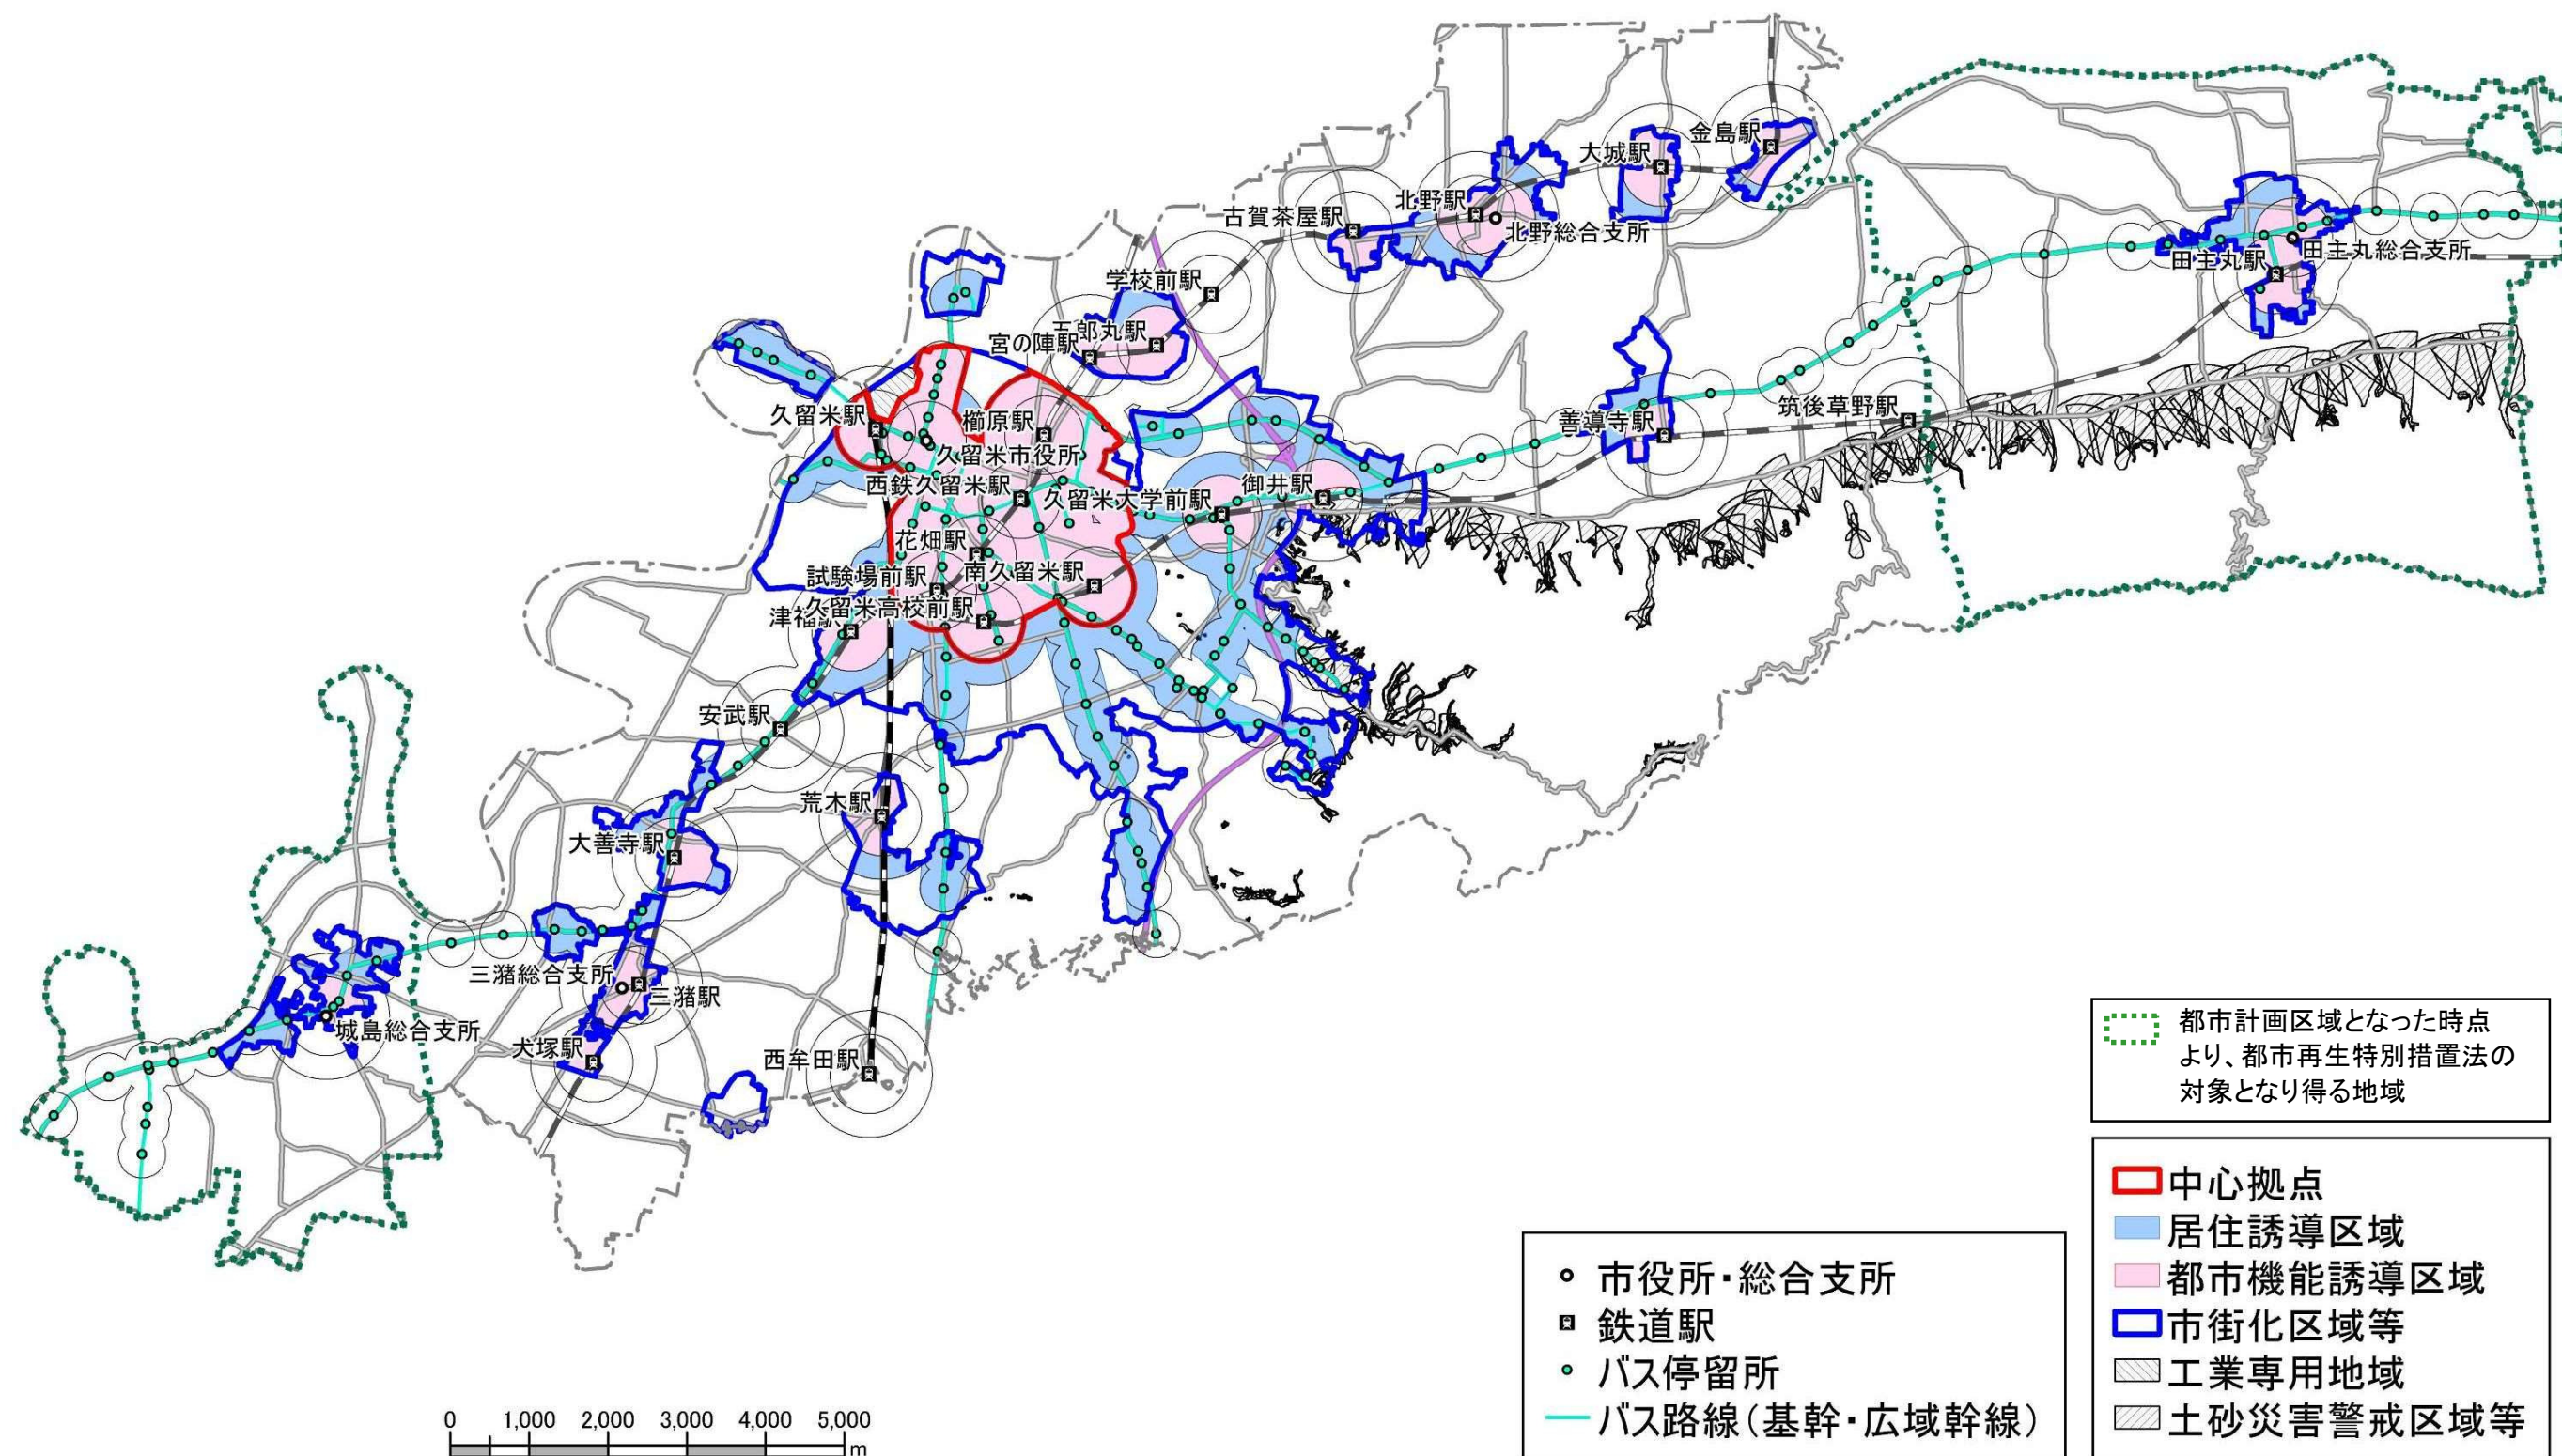 金島駅
大城駅
北野駅
古賀茶屋駅
北野総合支所
田主丸総合支所
田主丸駅
学校前駅
五郎丸駅
宮の陣駅
久留米駅
櫛原駅
善導寺駅
筑後草野駅
久留米市役所
西鉄久留米駅
久留米大学前駅
御井駅
花畑駅
試験場前駅
南久留米駅
久留米高校前駅
津福駅
安武駅
荒木駅
大善寺駅
三潴総合支所
三潴駅
城島総合支所
犬塚駅
西牟田駅
都市計画区域となった時点
より、都市再生特別措置法の
対象となり得る地域
中心拠点
居住誘導区域
都市機能誘導区域
市街化区域等
工業専用地域
土砂災害警戒区域等
市役所・総合支所
鉄道駅
バス停留所
バス路線(基幹・広域幹線)
0 1,000 2,000 3,000 4,000 5,000
m